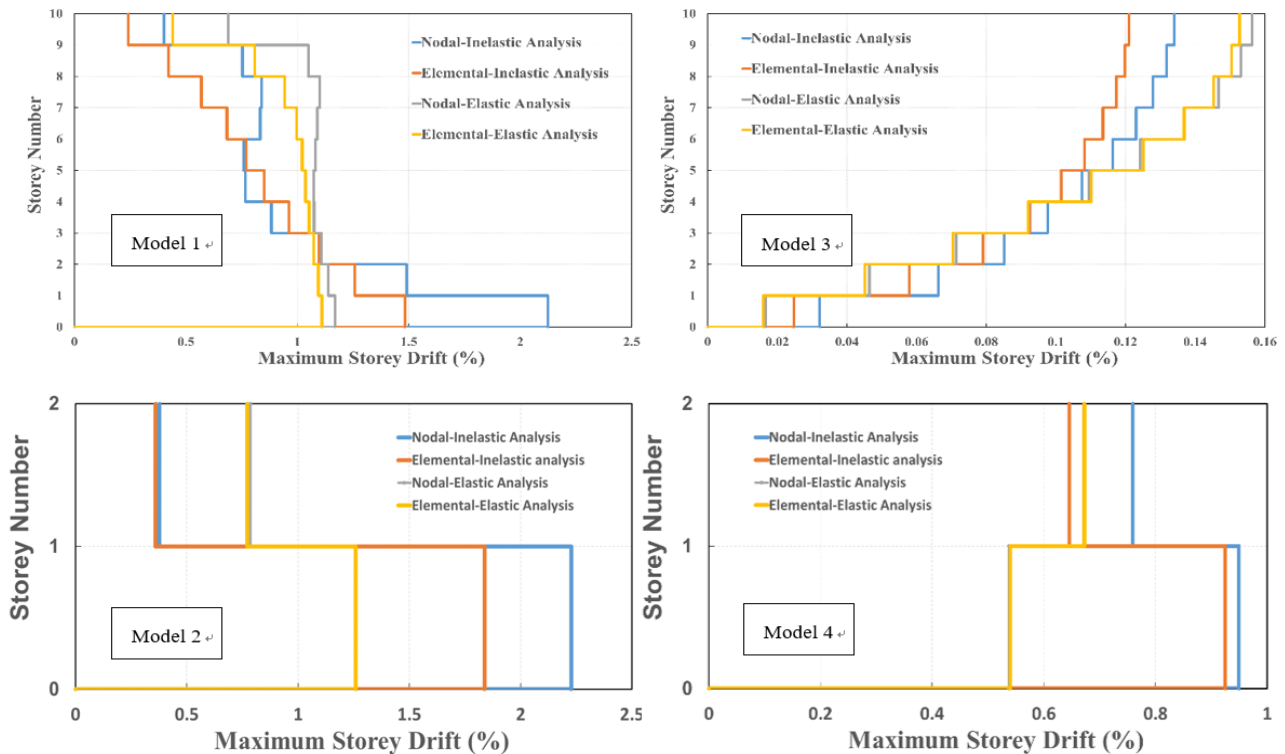 10
9
8
7
6
5
4
3
2
1
0
Storey Number
Nodal-Inelastic Analysis
Elemental-Inelastic Analysis
Nodal-Elastic Analysis
Elemental-Elastic Analysis
Model 1
0
0.5
1
1.5
2
2.5
Maximum Storey Drift (%)
10
9
8
7
6
5
4
3
2
1
0
Storey Number
Nodal-Inelastic Analysis
Elemental-Inelastic Analysis
Nodal-Elastic Analysis
Elemental-Elastic Analysis
Model 3
0
0.02
0.04
0.06
0.08
0.1
0.12
0.14
0.16
Maximum Storey Drift (%)
2
1
0
Storey Number
Nodal-Inelastic Analysis
Elemental-Inelastic analysis
Nodal-Elastic Analysis
Elemental-Elastic Analysis
Model 2
0
0.5
1
1.5
2
2.5
Maximum Storey Drift (%)
2
1
0
Storey Number
Nodal-Inelastic Analysis
Elemental-Inelastic analysis
Nodal-Elastic Analysis
Elemental-Elastic Analysis
Model 4
0
0.2
0.4
0.6
0.8
1
Maximum Storey Drift (%)